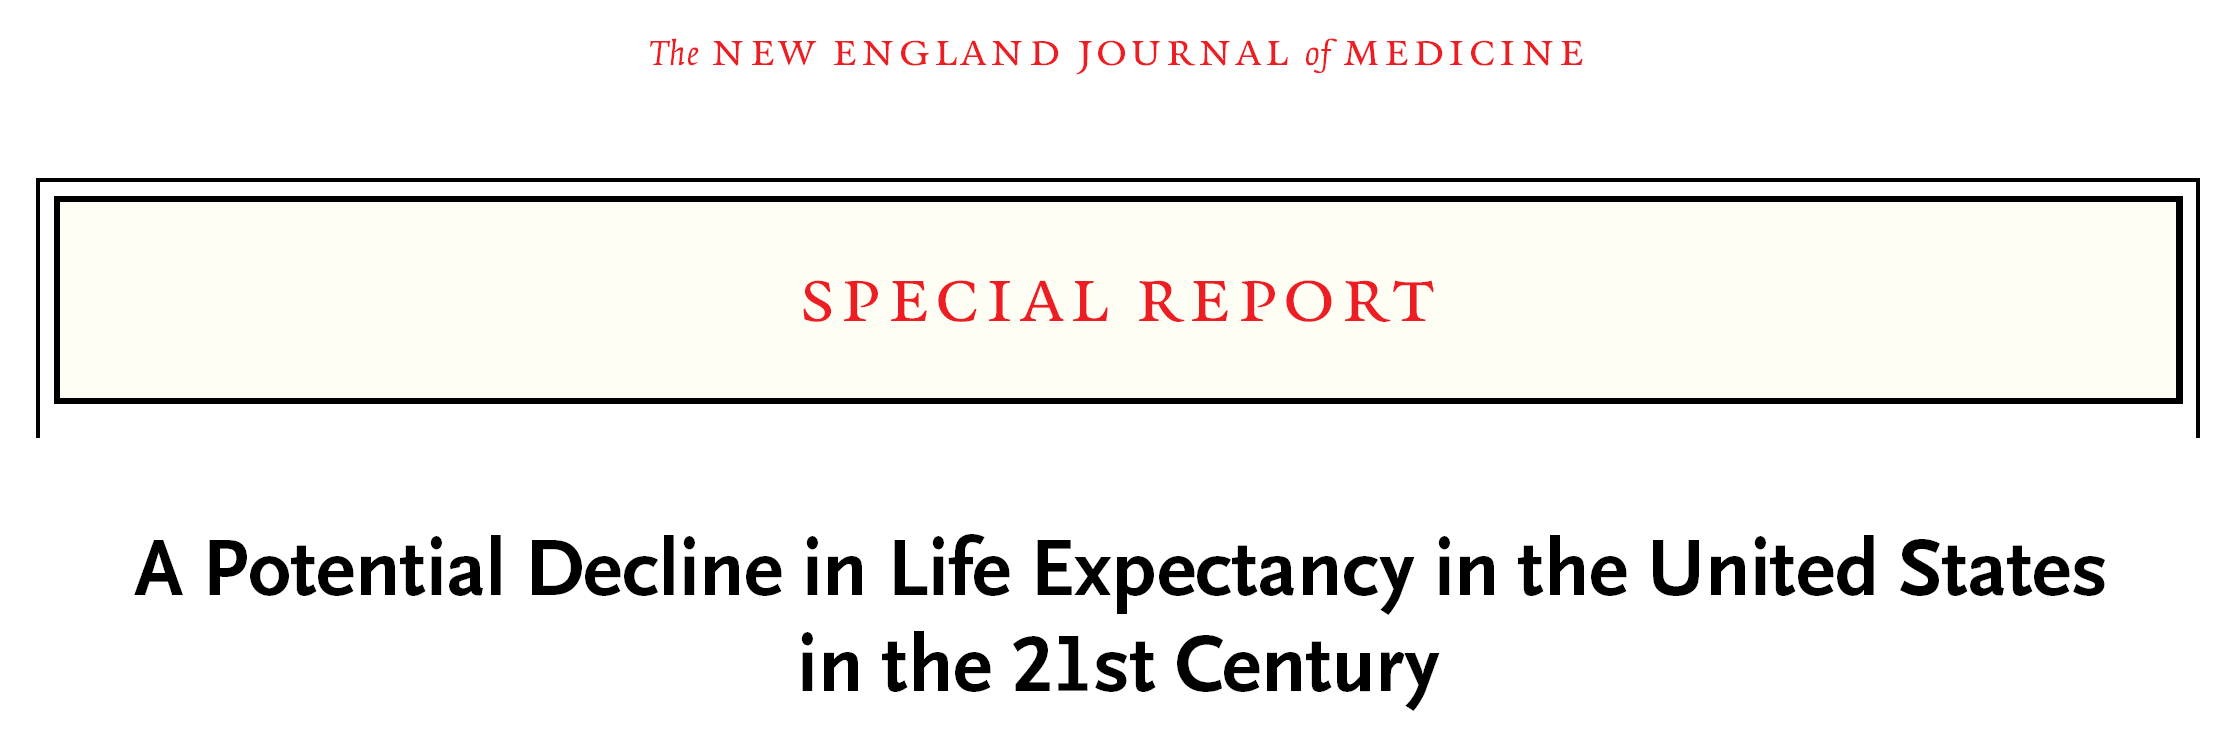 The NEW ENGLAND JOURNAL of MEDICINE
SPECIAL REPORT
A Potential Decline in Life Expectancy in the United States
in the 21st Century